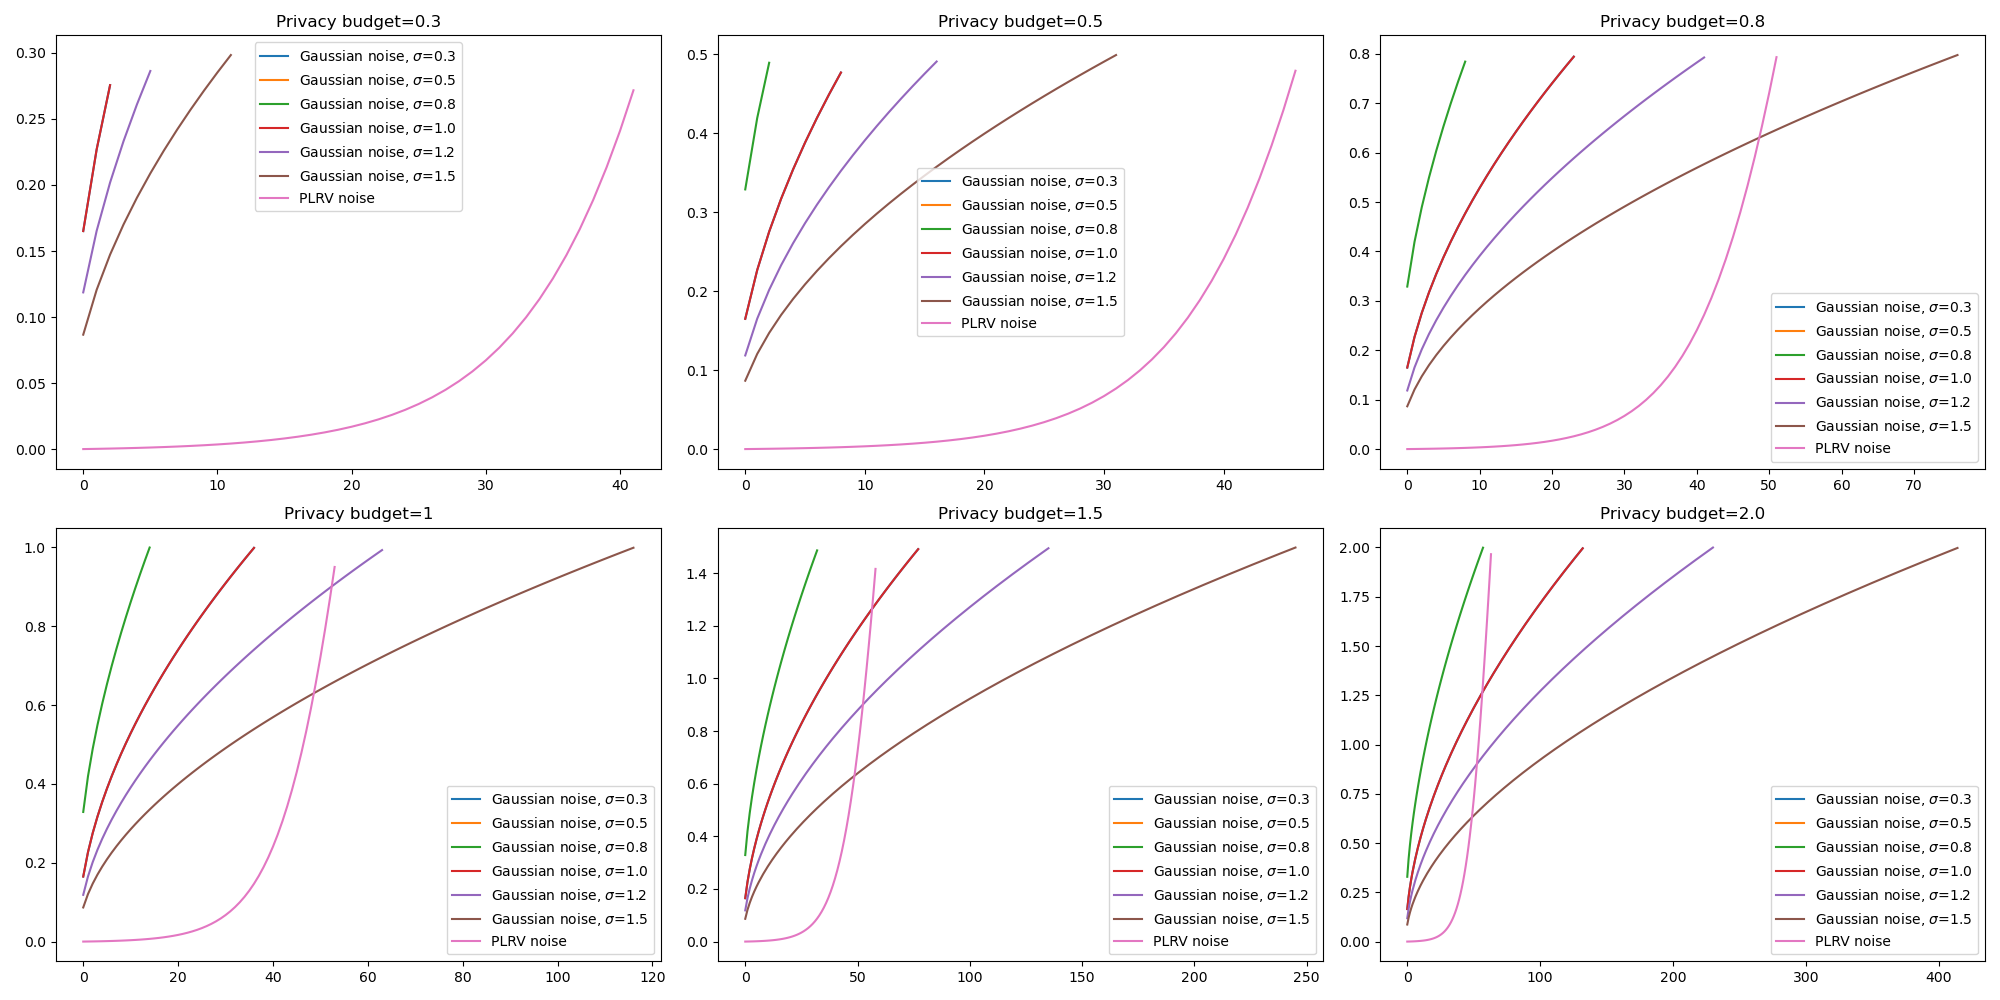 Privacy budget=0.3
0.30
0.25
0.20
0.15
0.10
0.05
0.00
0 10 20 30 40
Gaussian noise, σ=0.3
Gaussian noise, σ=0.5
Gaussian noise, σ=0.8
Gaussian noise, σ=1.0
Gaussian noise, σ=1.2
Gaussian noise, σ=1.5
PLRV noise
Privacy budget=0.5
0.5
0.4
0.3
0.2
0.1
0.0
0 10 20 30 40
Gaussian noise, σ=0.3
Gaussian noise, σ=0.5
Gaussian noise, σ=0.8
Gaussian noise, σ=1.0
Gaussian noise, σ=1.2
Gaussian noise, σ=1.5
PLRV noise
Privacy budget=0.8
0.8
0.7
0.6
0.5
0.4
0.3
0.2
0.1
0.0
0 10 20 30 40 50 60 70
Gaussian noise, σ=0.3
Gaussian noise, σ=0.5
Gaussian noise, σ=0.8
Gaussian noise, σ=1.0
Gaussian noise, σ=1.2
Gaussian noise, σ=1.5
PLRV noise
Privacy budget=1
1.0
0.8
0.6
0.4
0.2
0.0
0 20 40 60 80 100 120
Gaussian noise, σ=0.3
Gaussian noise, σ=0.5
Gaussian noise, σ=0.8
Gaussian noise, σ=1.0
Gaussian noise, σ=1.2
Gaussian noise, σ=1.5
PLRV noise
Privacy budget=1.5
1.4
1.2
1.0
0.8
0.6
0.4
0.2
0.0
0 50 100 150 200 250
Gaussian noise, σ=0.3
Gaussian noise, σ=0.5
Gaussian noise, σ=0.8
Gaussian noise, σ=1.0
Gaussian noise, σ=1.2
Gaussian noise, σ=1.5
PLRV noise
Privacy budget=2.0
2.00
1.75
1.50
1.25
1.00
0.75
0.50
0.25
0.00
0 100 200 300 400
Gaussian noise, σ=0.3
Gaussian noise, σ=0.5
Gaussian noise, σ=0.8
Gaussian noise, σ=1.0
Gaussian noise, σ=1.2
Gaussian noise, σ=1.5
PLRV noise